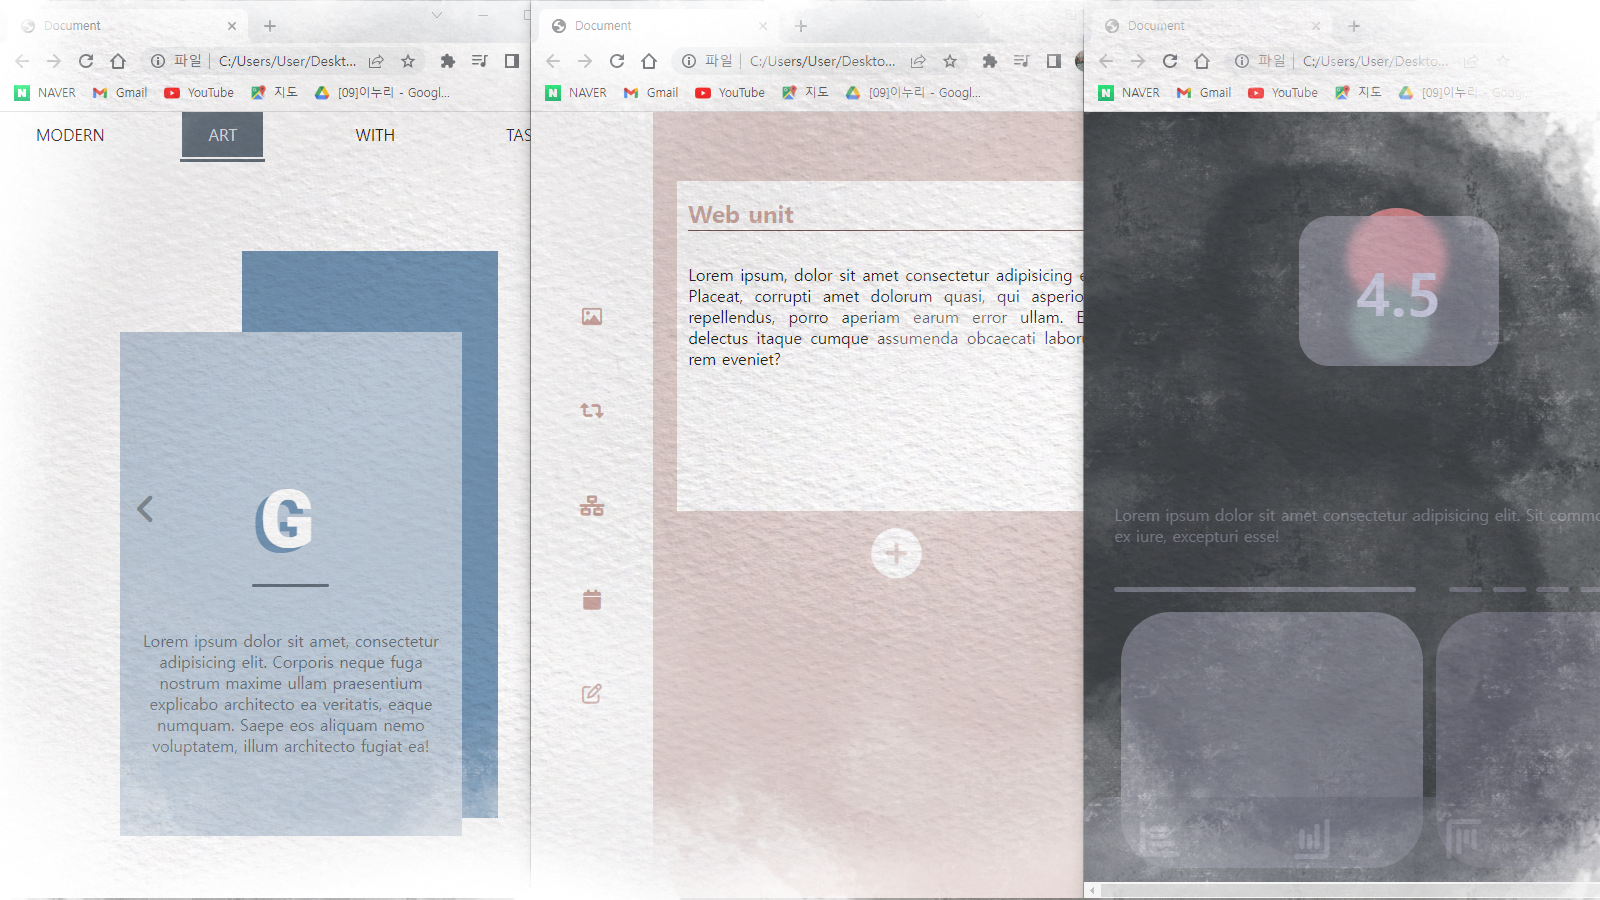 Document
파일
C:/Users/User/Deskt...
NAVER
Gmail
YouTube
지도
[09]이누리 - Googl...
MODERN
ART
WITH
TAS
G
Lorem ipsum dolor sit amet, consectetur
adipisicing elit. Corporis neque fuga
nostrum maxime ullam praesentium
explicabo architecto ea veritatis, eaque
numquam. Saepe eos aliquam nemo
voluptatem, illum architecto fugiat ea!
Document
파일
C:/Users/User/Deskto...
NAVER
Gmail
YouTube
지도
[09]이누리 - Googl...
Web unit
Lorem ipsum, dolor sit amet consectetur adipisicing e
Placeat, corrupti amet dolorum quasi, qui asperio
repellendus, porro aperiam earum error ullam. E
delectus itaque cumque assumenda obcaecati laboru
rem eveniet?
Document
파일
C:/Users/User/Deskto...
NAVER
Gmail
YouTube
지도
[09]이누리 - Googl...
4.5
Lorem ipsum dolor sit amet consectetur adipisicing elit. Sit commo
ex iure, excepturi esse!